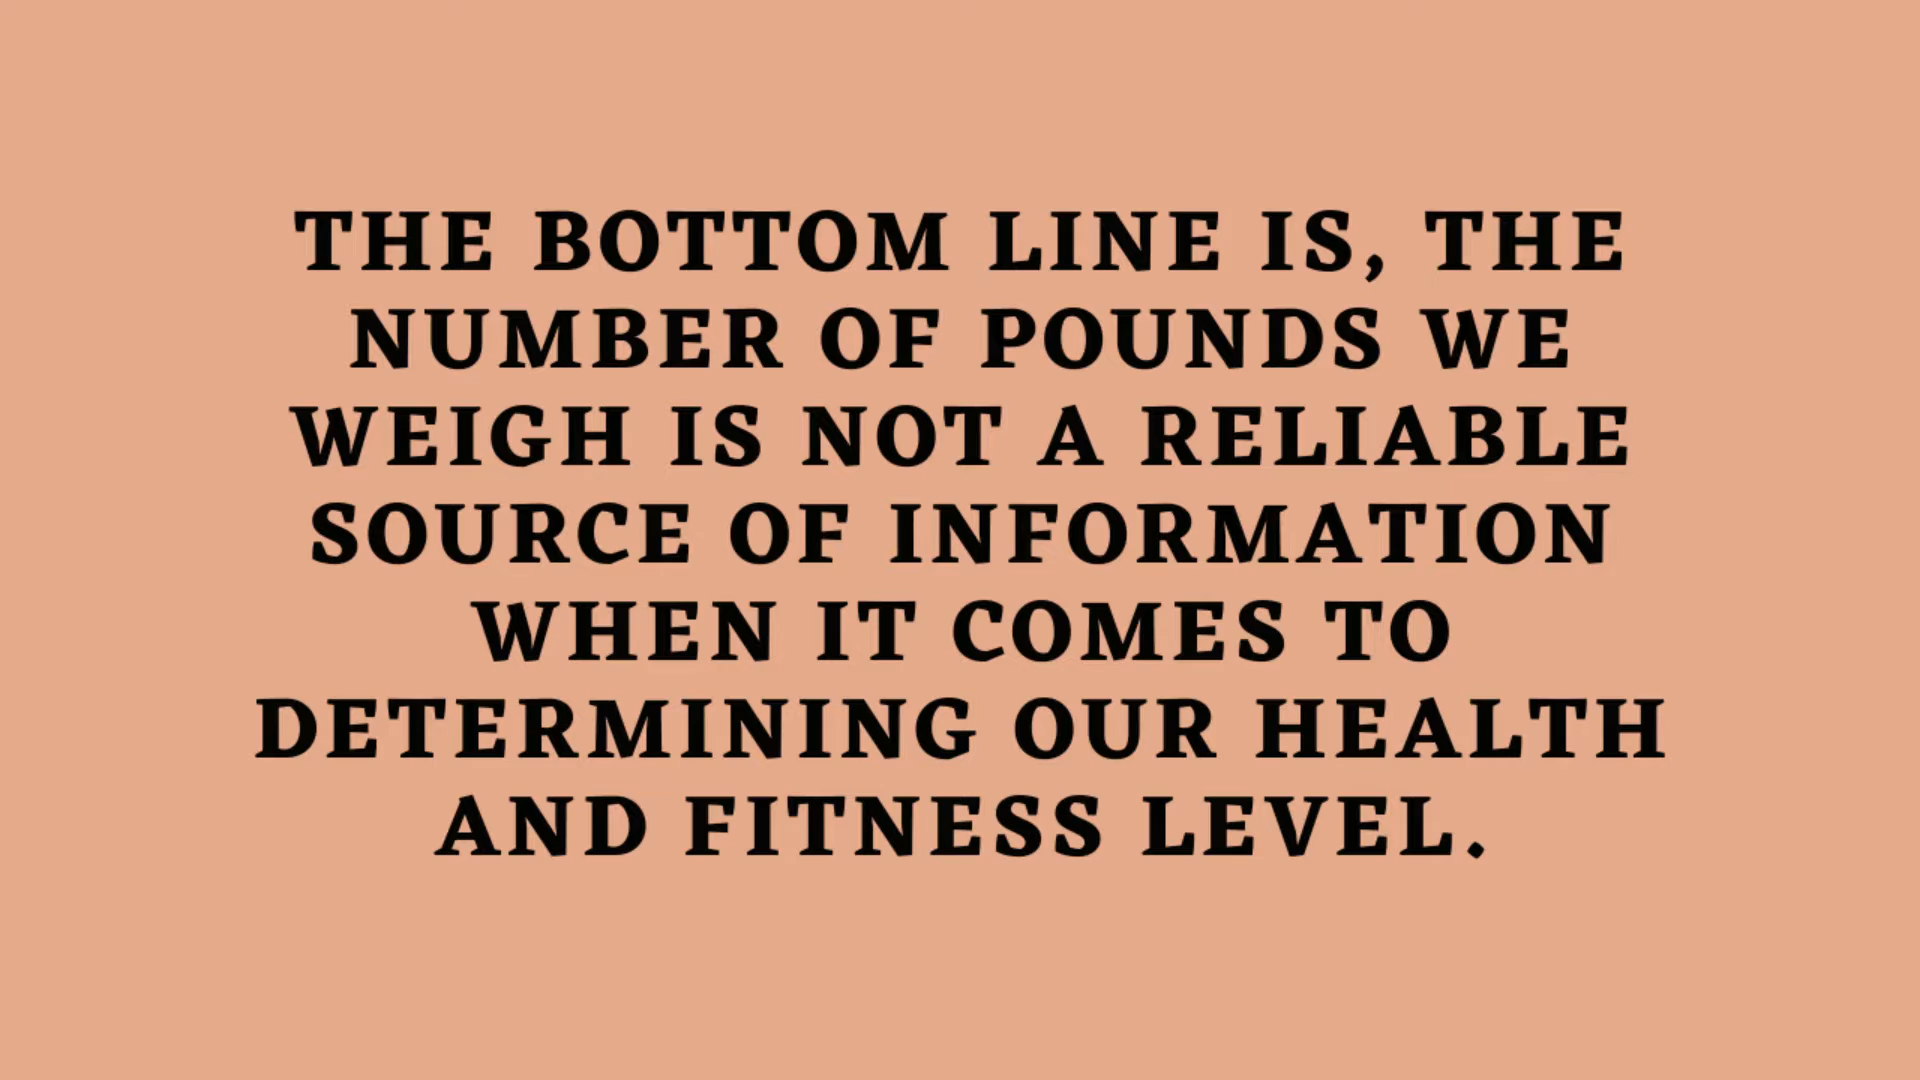 THE BOTTOM LINE IS, THE
NUMBER OF POUNDS WE
WEIGH IS NOT A RELIABLE
SOURCE OF INFORMATION
WHEN IT COMES TO
DETERMINING OUR HEALTH
AND FITNESS LEVEL.